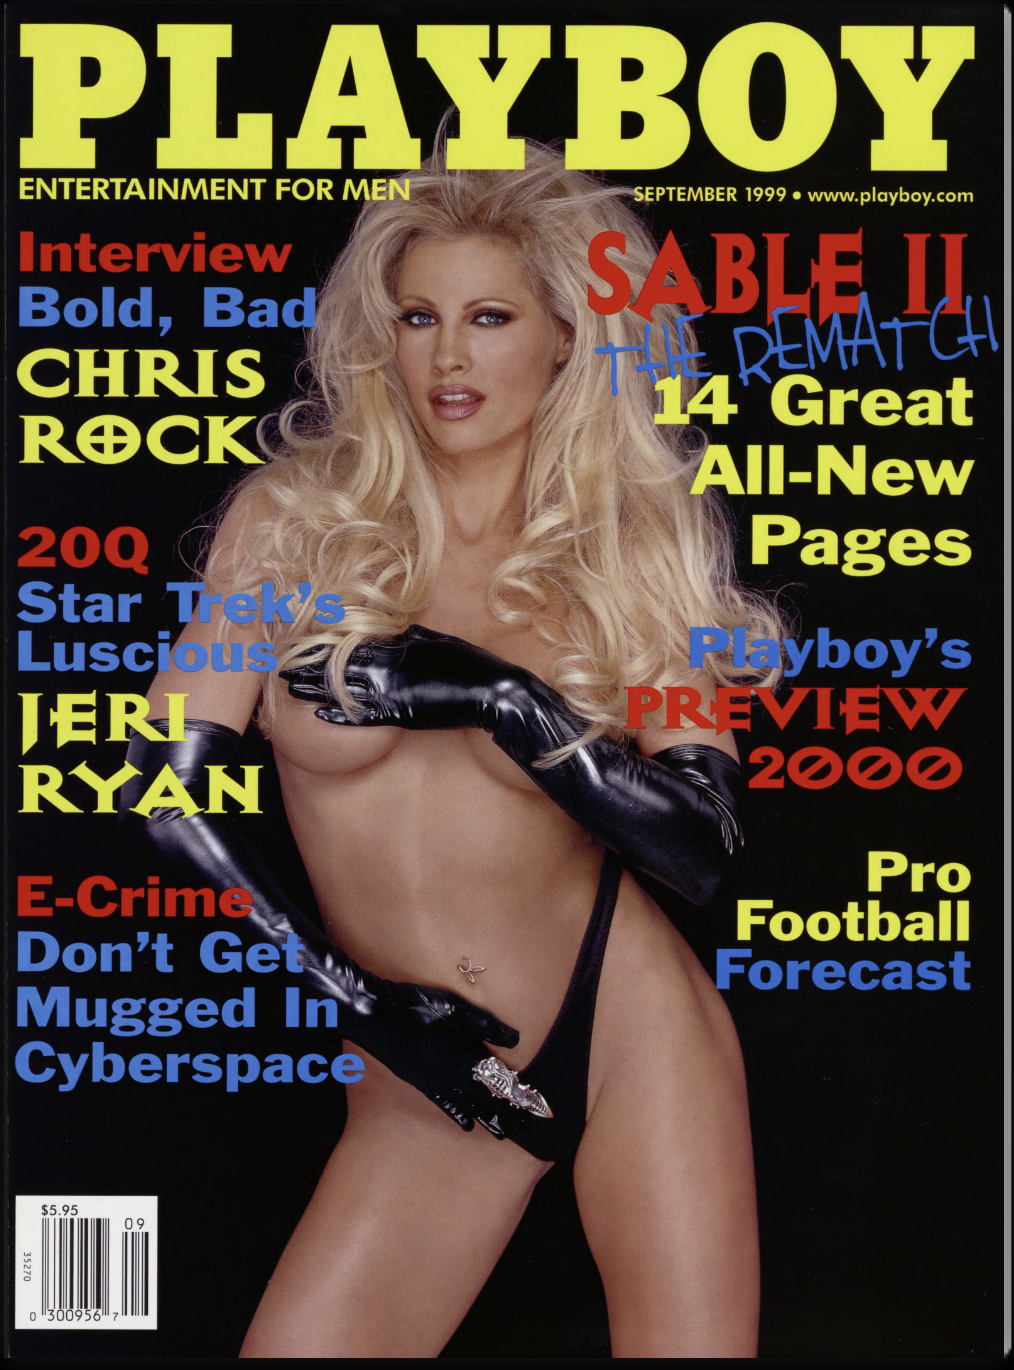 PLAYBOY
ENTERTAINMENT FOR MEN
SEPTEMBER 1999 • www.playboy.com
Interview
Bold, Bad
CHRIS
ROCK
20Q
Star Trek's
Luscious
JERI
RYAN
E-Crime
Don't Get
Mugged In
Cyberspace
SABLE II
THE REMATCH
14 Great
All-New
Pages
Playboy's
PREVIEW
2000
Pro
Football
Forecast
$5.95
09
35270
0 300956 7